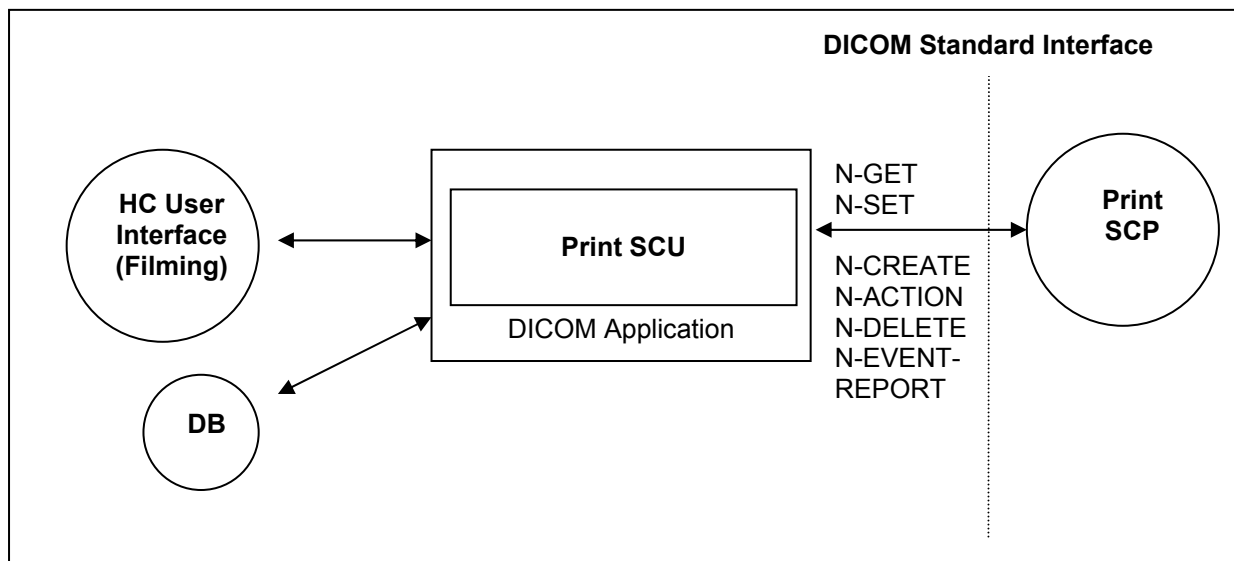 DICOM Standard Interface
HC User
Interface
(Filming)
DB
Print SCU
DICOM Application
N-GET
N-SET
N-CREATE
N-ACTION
N-DELETE
N-EVENT-
REPORT
Print
SCP